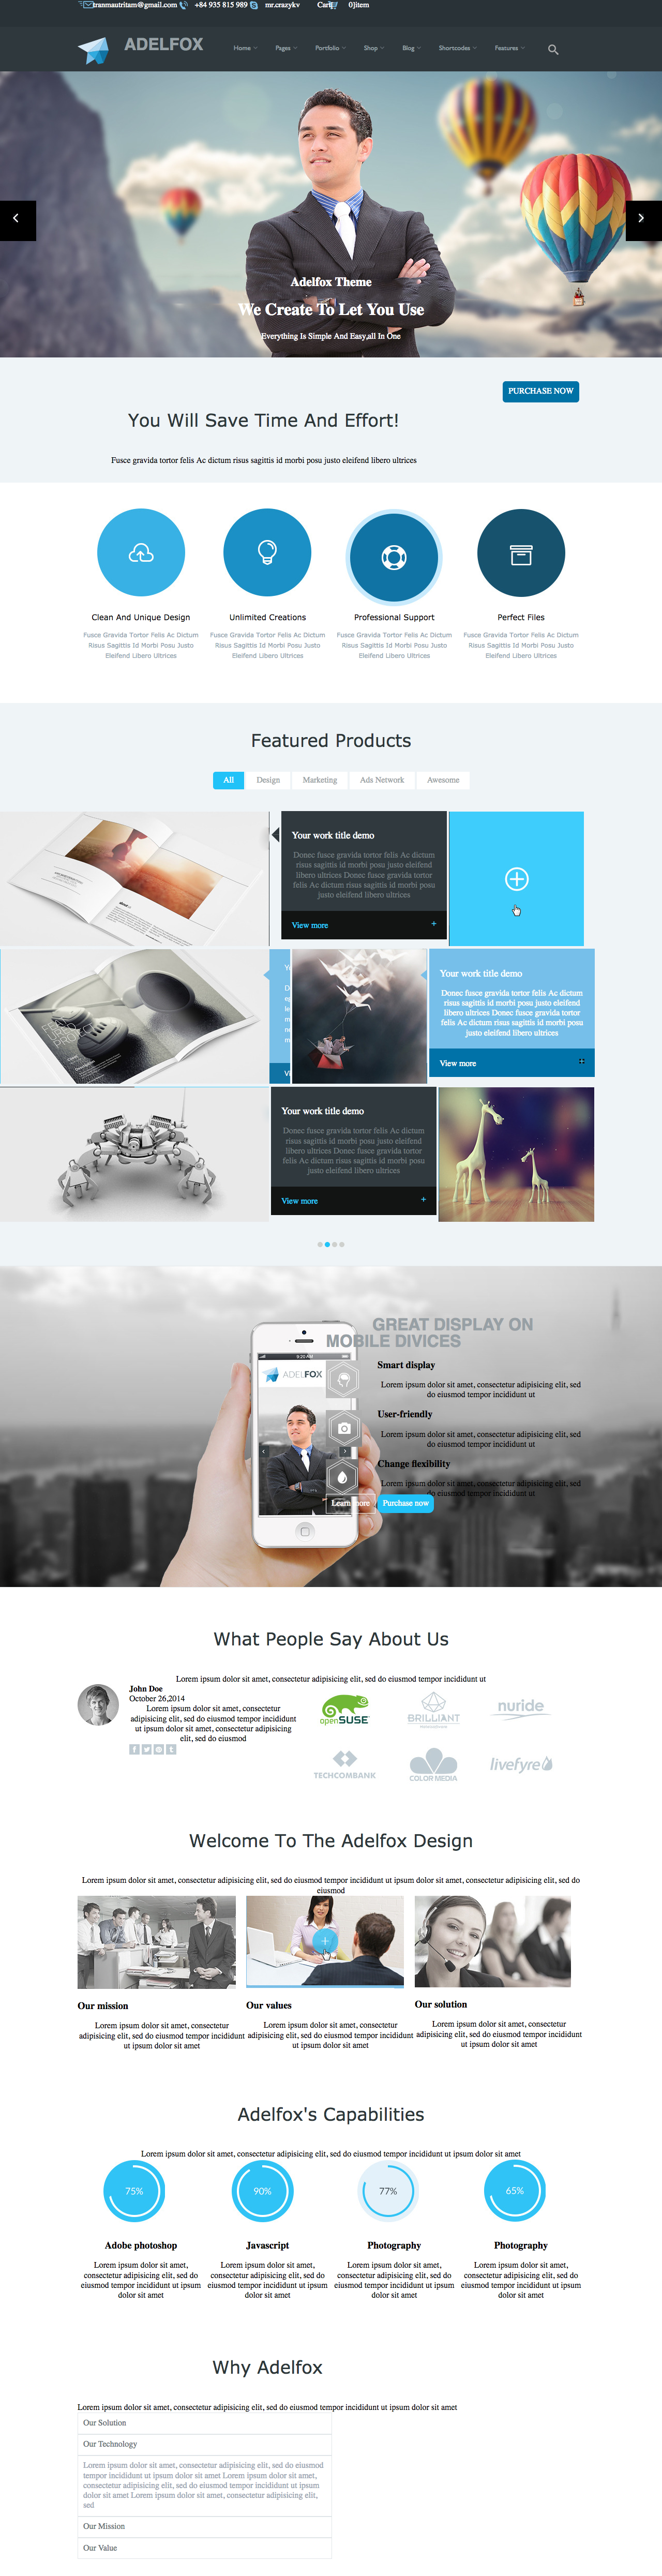 tranmautritam@gmail.com +84 935 815 989 mr.crazykv 0)item
ADELFOX Home Pages Portfolio Shop Blog Shortcodes Features
Adelfox Theme
We Create To Let You Use
Everything Is Simple And Easy,all In One
PURCHASE NOW
You Will Save Time And Effort!
Fusce gravida tortor felis Ac dictum risus sagittis id morbi posu justo eleifend libero ultrices
Clean And Unique Design
Fusce Gravida Tortor Felis Ac Dictum
Risus Sagittis Id Morbi Posu Justo
Eleifend Libero Ultrices
Unlimited Creations
Fusce Gravida Tortor Felis Ac Dictum
Risus Sagittis Id Morbi Posu Justo
Eleifend Libero Ultrices
Professional Support
Fusce Gravida Tortor Felis Ac Dictum
Risus Sagittis Id Morbi Posu Justo
Eleifend Libero Ultrices
Perfect Files
Fusce Gravida Tortor Felis Ac Dictum
Risus Sagittis Id Morbi Posu Justo
Eleifend Libero Ultrices
Featured Products
All Design Marketing Ads Network Awesome
Your work title demo
Donec fusce gravida tortor felis Ac dictum
risus sagittis id morbi posu justo eleifend
libero ultrices Donec fusce gravida tortor
felis Ac dictum risus sagittis id morbi posu
justo eleifend libero ultrices
View more +
Your work title demo
Donec fusce gravida tortor felis Ac dictum
risus sagittis id morbi posu justo eleifend
libero ultrices Donec fusce gravida tortor
felis Ac dictum risus sagittis id morbi posu
justo eleifend libero ultrices
View more +
Your work title demo
Donec fusce gravida tortor felis Ac dictum
risus sagittis id morbi posu justo eleifend
libero ultrices Donec fusce gravida tortor
felis Ac dictum risus sagittis id morbi posu
justo eleifend libero ultrices
View more +
GREAT DISPLAY ON
MOBILE DIVICES
9:20 AM
ADELFOX
Smart display
Lorem ipsum dolor sit amet, consectetur adipisicing elit, sed
do eiusmod tempor incididunt ut
User-friendly
Lorem ipsum dolor sit amet, consectetur adipisicing elit, sed
do eiusmod tempor incididunt ut
Change flexibility
Lorem ipsum dolor sit amet, consectetur adipisicing elit, sed
do eiusmod tempor incididunt ut
Learn more Purchase now
What People Say About Us
Lorem ipsum dolor sit amet, consectetur adipisicing elit, sed do eiusmod tempor incididunt ut
John Doe
October 26,2014
Lorem ipsum dolor sit amet, consectetur
adipisicing elit, sed do eiusmod tempor incididunt
ut ipsum dolor sit amet, consectetur adipisicing
elit, sed do eiusmod
openSUSE
BRILLIANT
nuride
TECHCOMBANK
COLOR MEDIA
livefyre
Welcome To The Adelfox Design
Lorem ipsum dolor sit amet, consectetur adipisicing elit, sed do eiusmod tempor incididunt ut ipsum dolor sit amet, consectetur adipisicing elit, sed do
eiusmod
Our mission
Lorem ipsum dolor sit amet, consectetur
adipisicing elit, sed do eiusmod tempor incididunt
ut ipsum dolor sit amet
Our values
Lorem ipsum dolor sit amet, consectetur
adipisicing elit, sed do eiusmod tempor incididunt
ut ipsum dolor sit amet
Our solution
Lorem ipsum dolor sit amet, consectetur
adipisicing elit, sed do eiusmod tempor incididunt
ut ipsum dolor sit amet
Adelfox's Capabilities
Lorem ipsum dolor sit amet, consectetur adipisicing elit, sed do eiusmod tempor incididunt ut ipsum dolor sit amet
75% 90% 77% 65%
Adobe photoshop
Lorem ipsum dolor sit amet,
consectetur adipisicing elit, sed do
eiusmod tempor incididunt ut ipsum
dolor sit amet
Javascript
Lorem ipsum dolor sit amet,
consectetur adipisicing elit, sed do
eiusmod tempor incididunt ut ipsum
dolor sit amet
Photography
Lorem ipsum dolor sit amet,
consectetur adipisicing elit, sed do
eiusmod tempor incididunt ut ipsum
dolor sit amet
Photography
Lorem ipsum dolor sit amet,
consectetur adipisicing elit, sed do
eiusmod tempor incididunt ut ipsum
dolor sit amet
Why Adelfox
Lorem ipsum dolor sit amet, consectetur adipisicing elit, sed do eiusmod tempor incididunt ut ipsum dolor sit amet
Our Solution
Our Technology
Lorem ipsum dolor sit amet, consectetur adipisicing elit, sed do eiusmod
tempor incididunt ut ipsum dolor sit amet Lorem ipsum dolor sit amet,
consectetur adipisicing elit, sed do eiusmod tempor incididunt ut ipsum
dolor sit amet Lorem ipsum dolor sit amet, consectetur adipisicing elit,
sed
Our Mission
Our Value